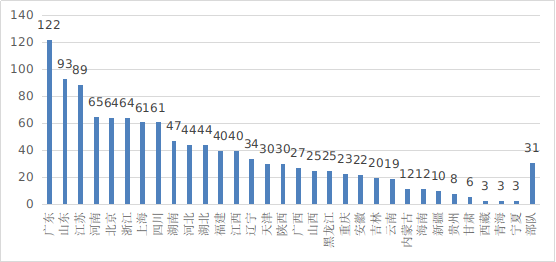 140
120
100
80
60
40
20
0
122
93
89
65
64
64
61
61
47
44
44
40
40
34
30
30
27
25
25
23
22
20
19
12
12
10
8
6
3
3
3
31
广东
山东
江苏
河南
北京
浙江
上海
四川
湖南
河北
湖北
福建
江西
辽宁
天津
陕西
广西
山西
黑龙江
重庆
安徽
吉林
云南
内蒙古
海南
新疆
贵州
甘肃
西藏
青海
宁夏
部队